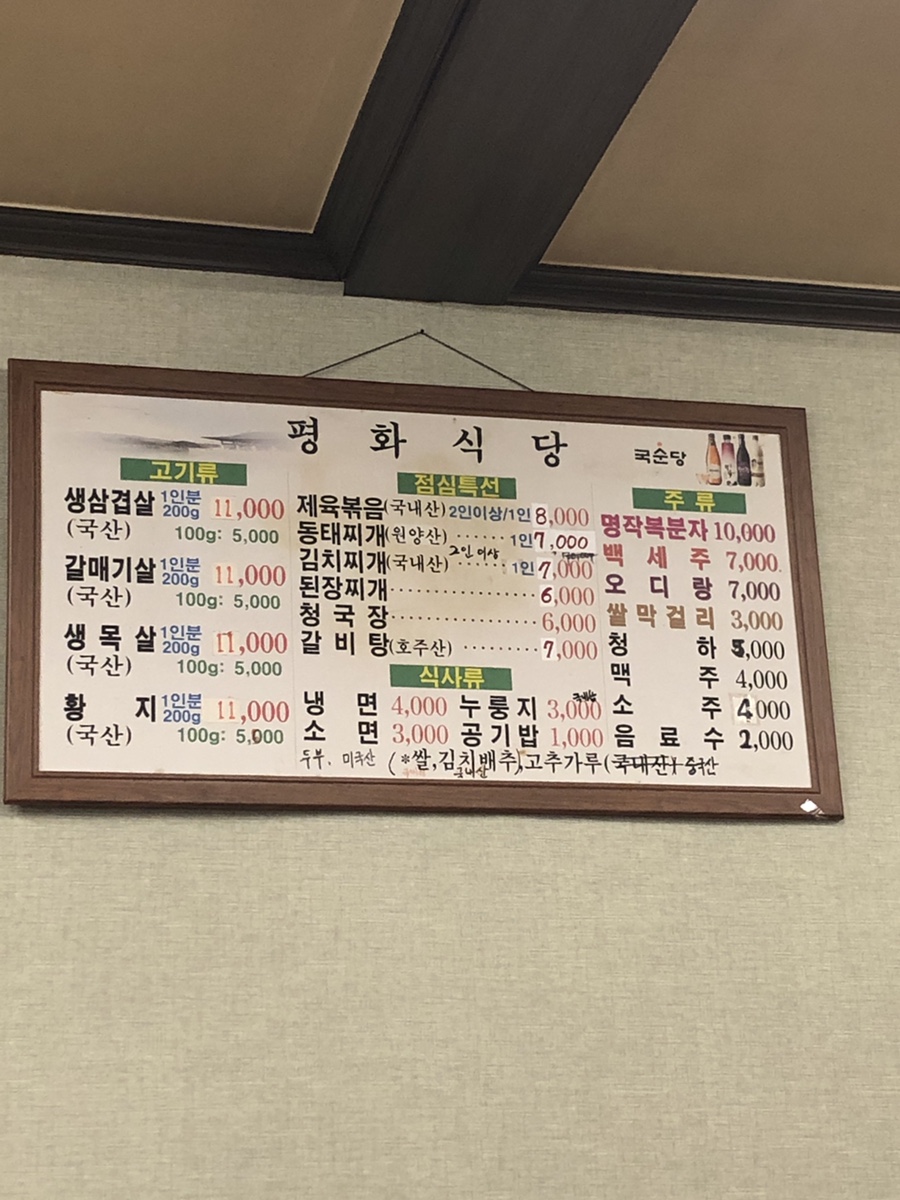 평화식당
국순당
고기류
생삼겹살 1인분 200g 11,000
(국산) 100g: 5,000
갈매기살 1인분 200g 11,000
(국산) 100g: 5,000
생목살 1인분 200g 11,000
(국산) 100g: 5,000
황지 1인분 200g 11,000
(국산) 100g: 5,000
점심특선
제육볶음(국내산) 2인이상/1인 8,000
동태찌개(원양산) ...... 1인 7,000
2인 이상
김치찌개(국내산) ...... 1인 7,000
된장찌개 6,000
청국장 6,000
갈비탕(호주산) 7,000
식사류
냉면 4,000 누룽지 3,000
소면 3,000 공기밥 1,000
두부, 미국산 (*쌀,김치배추),고추가루(국내산) 중국산
국내산
주류
명작복분자 10,000
백세주 7,000
오디랑 7,000
쌀막걸리 3,000
청하 5,000
맥주 4,000
소주 4,000
음료수 2,000